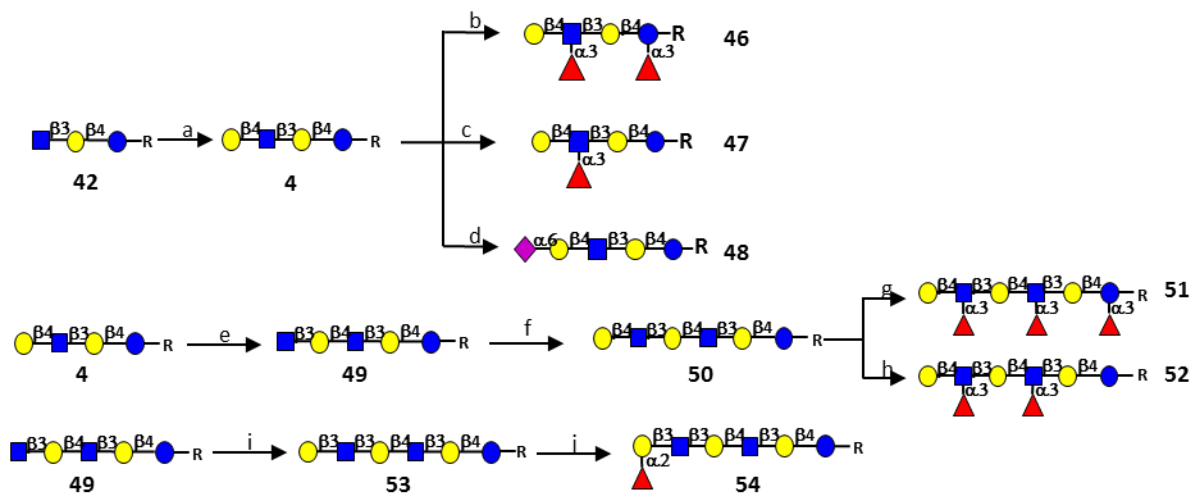 b
β4 β3 β4 R 46
α3 α3
β3 β4 R a β4 β3 β4 R c β4 β3 β4 R 47
α3
42 4
d α6 β4 β3 β4 R 48
β4 β3 β4 R e β3 β4 β3 β4 R f β4 β3 β4 β3 β4 R g β4 β3 β4 β3 β4 R 51
α3 α3 α3
4 49 50 h β4 β3 β4 β3 β4 R 52
α3 α3
β3 β4 β3 β4 R i β3 β3 β4 β3 β4 R j β3 β3 β4 β3 β4 R
α2
49 53 54